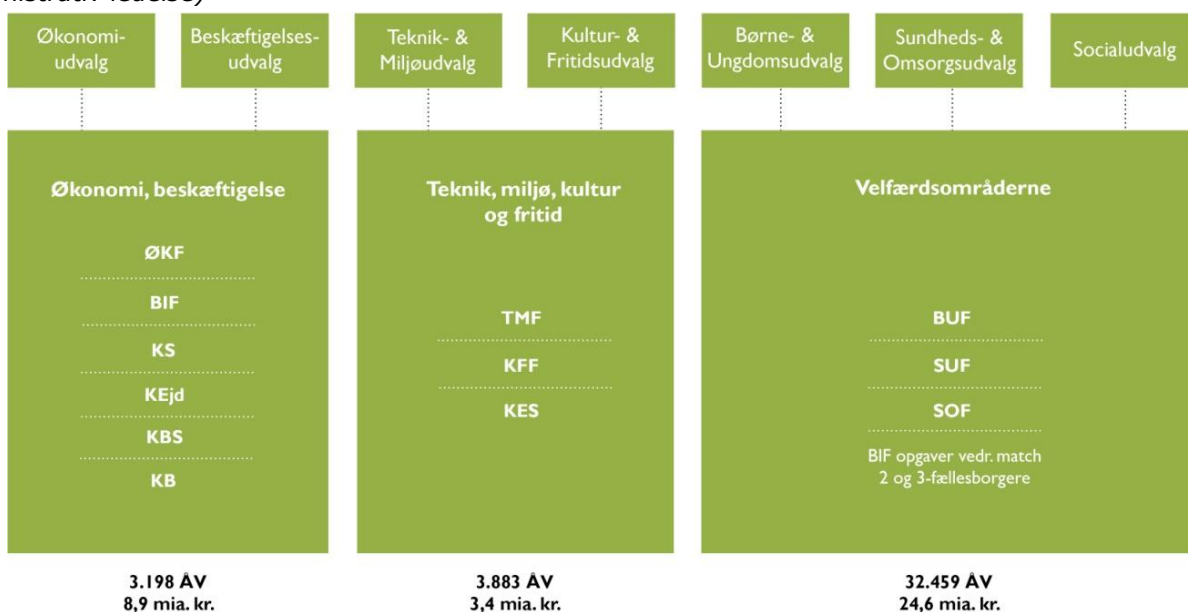 Økonomi-
udvalg
Beskæftigelses-
udvalg
Teknik- &
Miljøudvalg
Kultur- &
Fritidsudvalg
Børne- &
Ungdomsudvalg
Sundheds- &
Omsorgsudvalg
Socialudvalg
Økonomi, beskæftigelse
ØKF
BIF
KS
KEjd
KBS
KB
3.198 ÅV
8,9 mia. kr.
Teknik, miljø, kultur
og fritid
TMF
KFF
KES
3.883 ÅV
3,4 mia. kr.
Velfærdsområderne
BUF
SUF
SOF
BIF opgaver vedr. match
2 og 3-fællesborgere
32.459 ÅV
24,6 mia. kr.